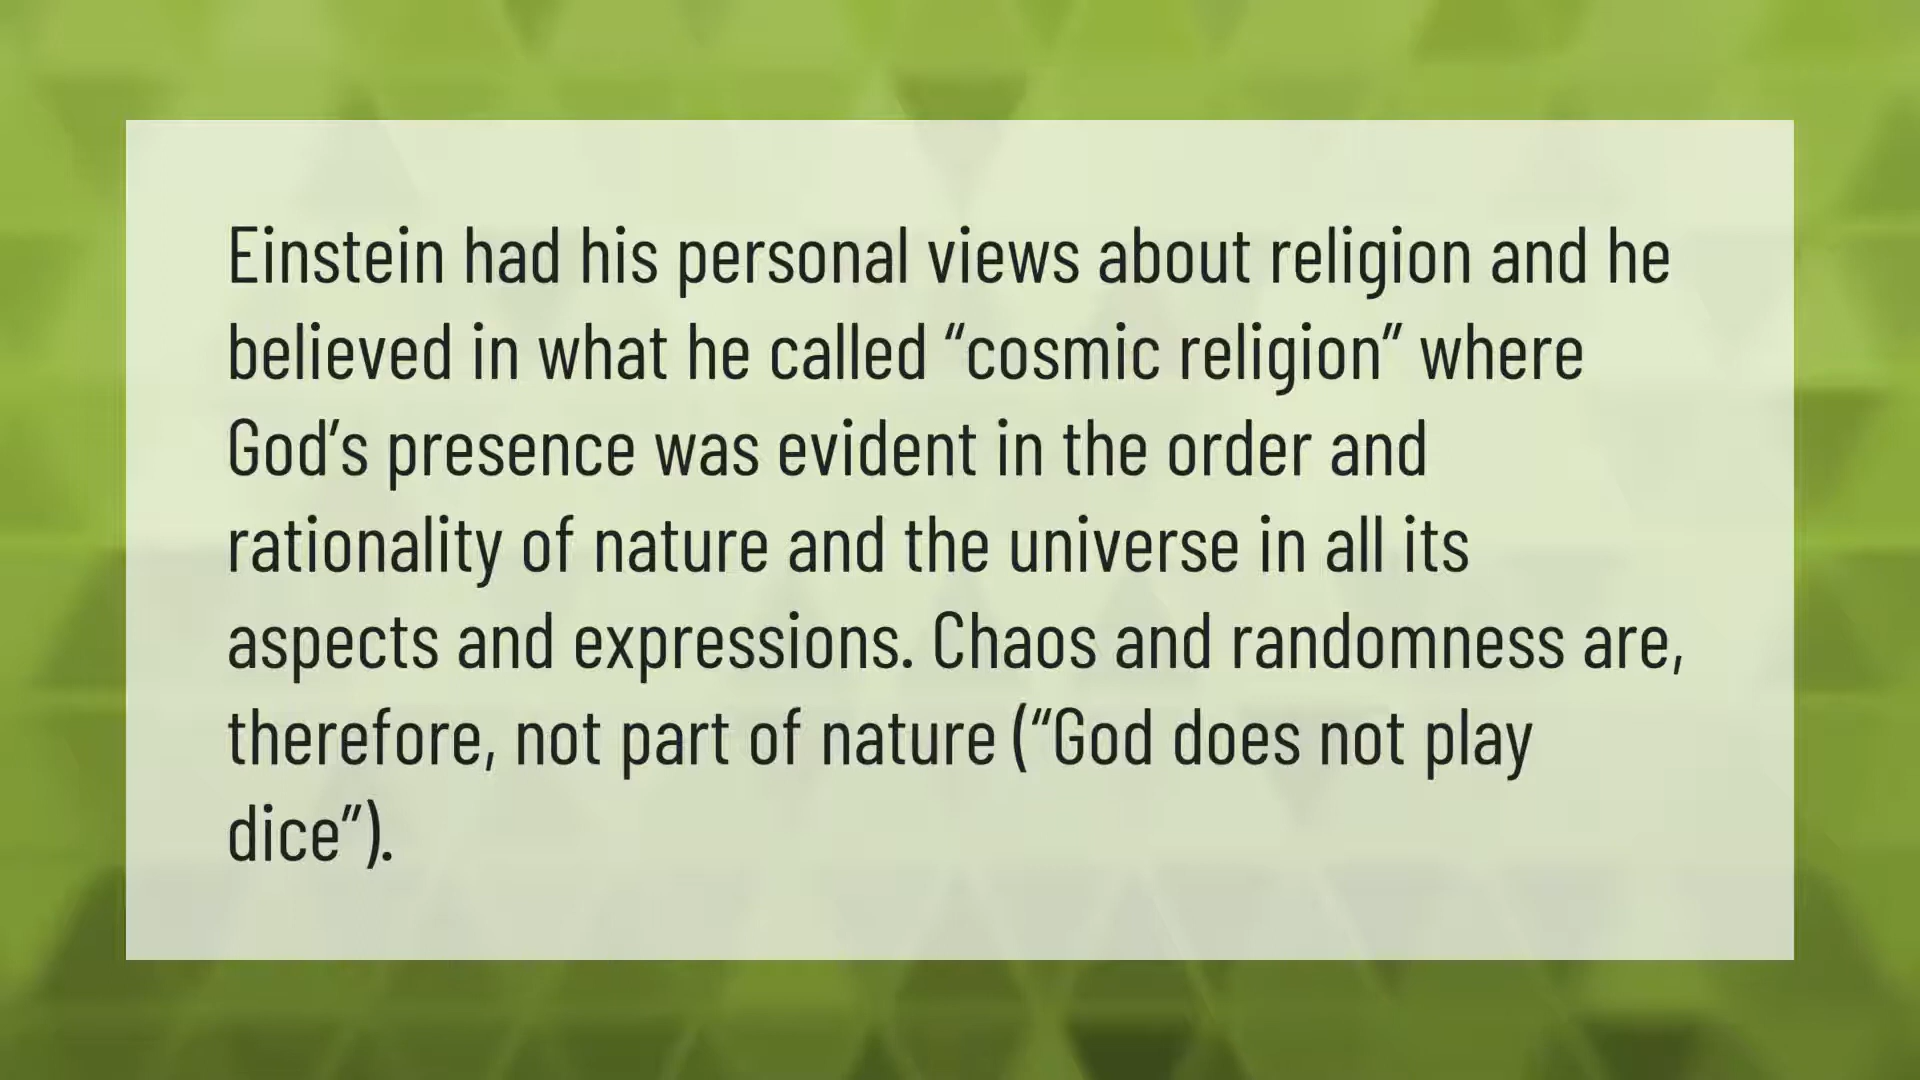 Einstein had his personal views about religion and he
believed in what he called “cosmic religion” where
God’s presence was evident in the order and
rationality of nature and the universe in all its
aspects and expressions. Chaos and randomness are,
therefore, not part of nature (“God does not play
dice”).